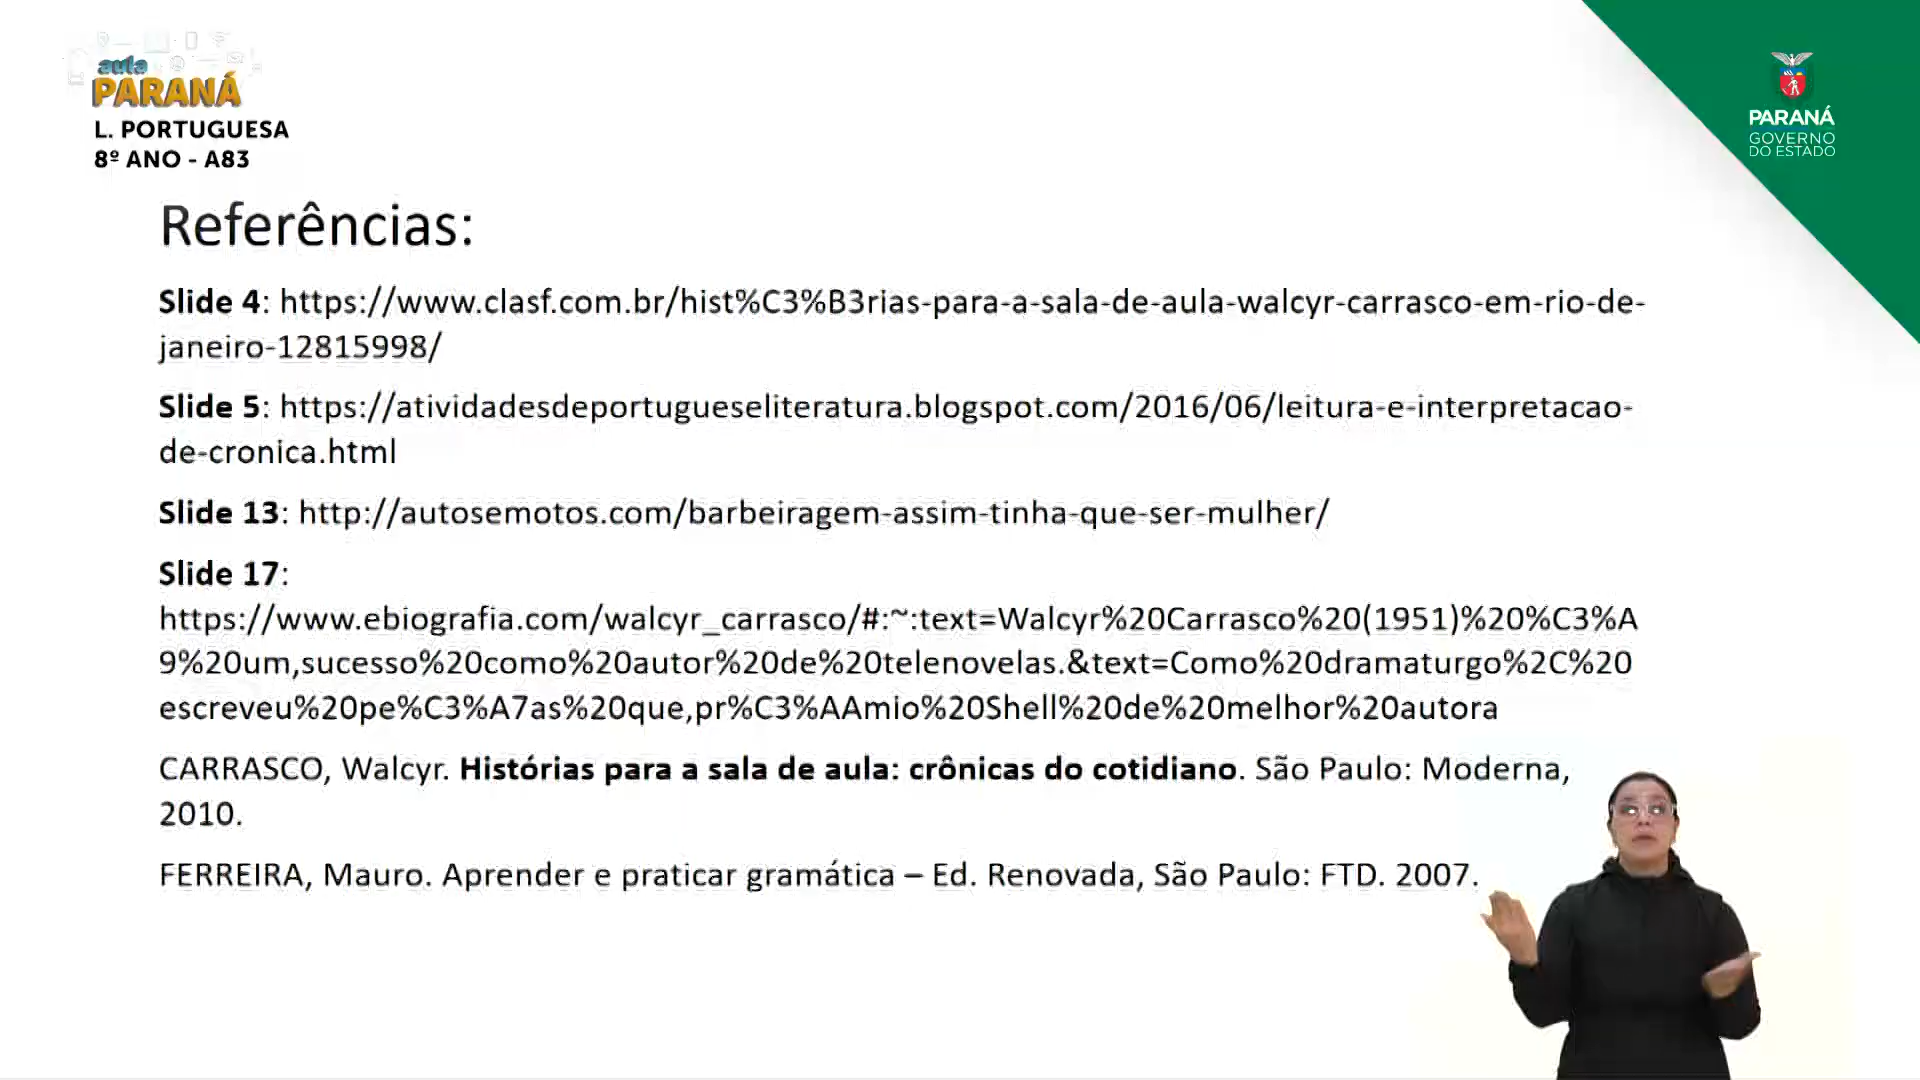 aula
PARANÁ
L. PORTUGUESA
8º ANO - A83
PARANÁ
GOVERNO
DO ESTADO
Referências:
Slide 4: https://www.clasf.com.br/hist%C3%B3rias-para-a-sala-de-aula-walcyr-carrasco-em-rio-de-
janeiro-12815998/
Slide 5: https://atividadesdeportugueseliteratura.blogspot.com/2016/06/leitura-e-interpretacao-
de-cronica.html
Slide 13: http://autosemotos.com/barbeiragem-assim-tinha-que-ser-mulher/
Slide 17:
https://www.ebiografia.com/walcyr_carrasco/#:~:text=Walcyr%20Carrasco%20(1951)%20%C3%A
9%20um,sucesso%20como%20autor%20de%20telenovelas.&text=Como%20dramaturgo%2C%20
escreveu%20pe%C3%A7as%20que,pr%C3%AAmio%20Shell%20de%20melhor%20autora
CARRASCO, Walcyr. Histórias para a sala de aula: crônicas do cotidiano. São Paulo: Moderna,
2010.
FERREIRA, Mauro. Aprender e praticar gramática – Ed. Renovada, São Paulo: FTD. 2007.